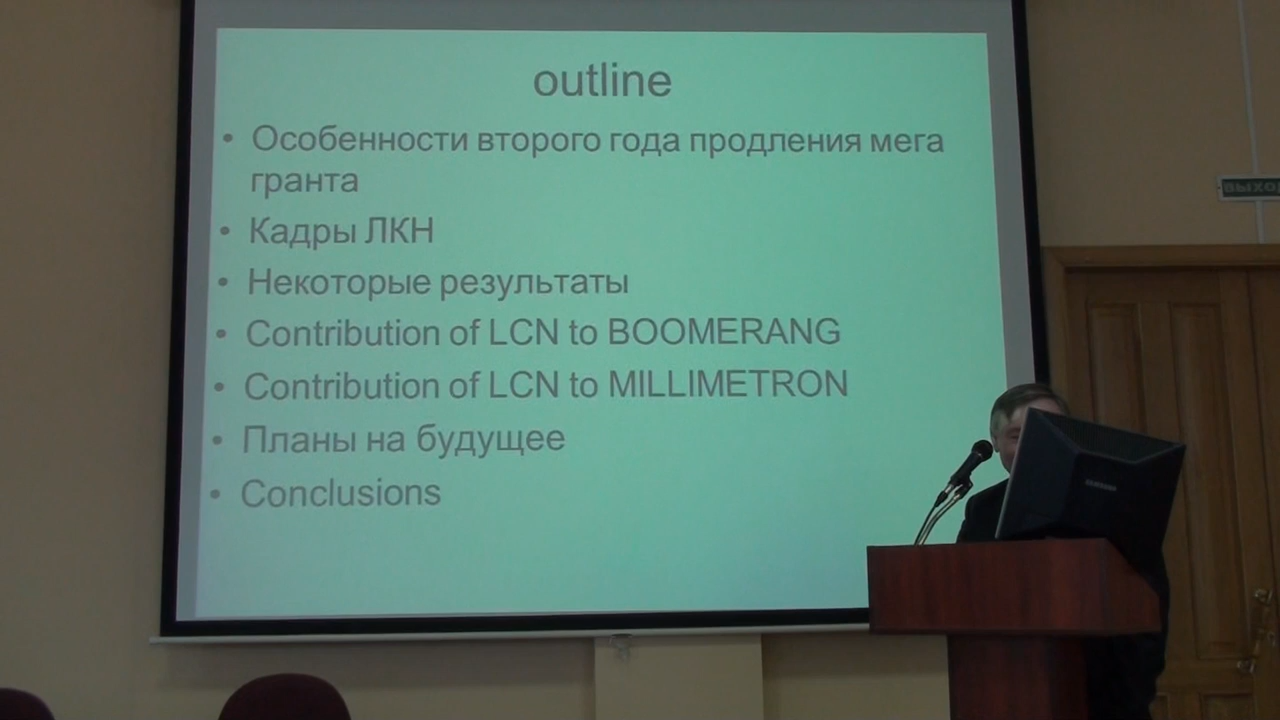 outline
• Особенности второго года продления мега
гранта
• Кадры ЛКН
• Некоторые результаты
• Contribution of LCN to BOOMERANG
• Contribution of LCN to MILLIMETRON
• Планы на будущее
• Conclusions